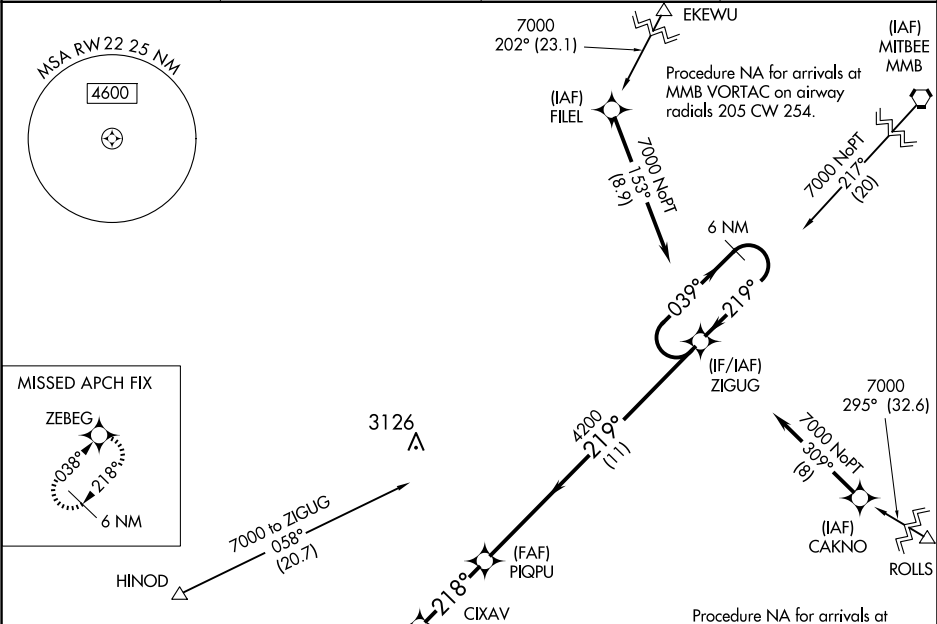 MSA RW 22 25 NM
4600
7000
202° (23.1)
EKEWU
(IAF)
MITBEE
MMB
Procedure NA for arrivals at
MMB VORTAC on airway
radials 205 CW 254.
(IAF)
FILEL
7000 NoPT
153°
(8.9)
7000 NoPT
217°
(20)
6 NM
039°
219°
(IF/IAF)
ZIGUG
MISSED APCH FIX
ZEBEG
038°
218°
6 NM
3126
4200
219°
(11)
7000
295° (32.6)
7000 NoPT
309°
(8)
(IAF)
CAKNO
ROLLS
7000 to ZIGUG
058°
(20.7)
HINOD
(FAF)
PIQPU
218°
CIXAV
Procedure NA for arrivals at